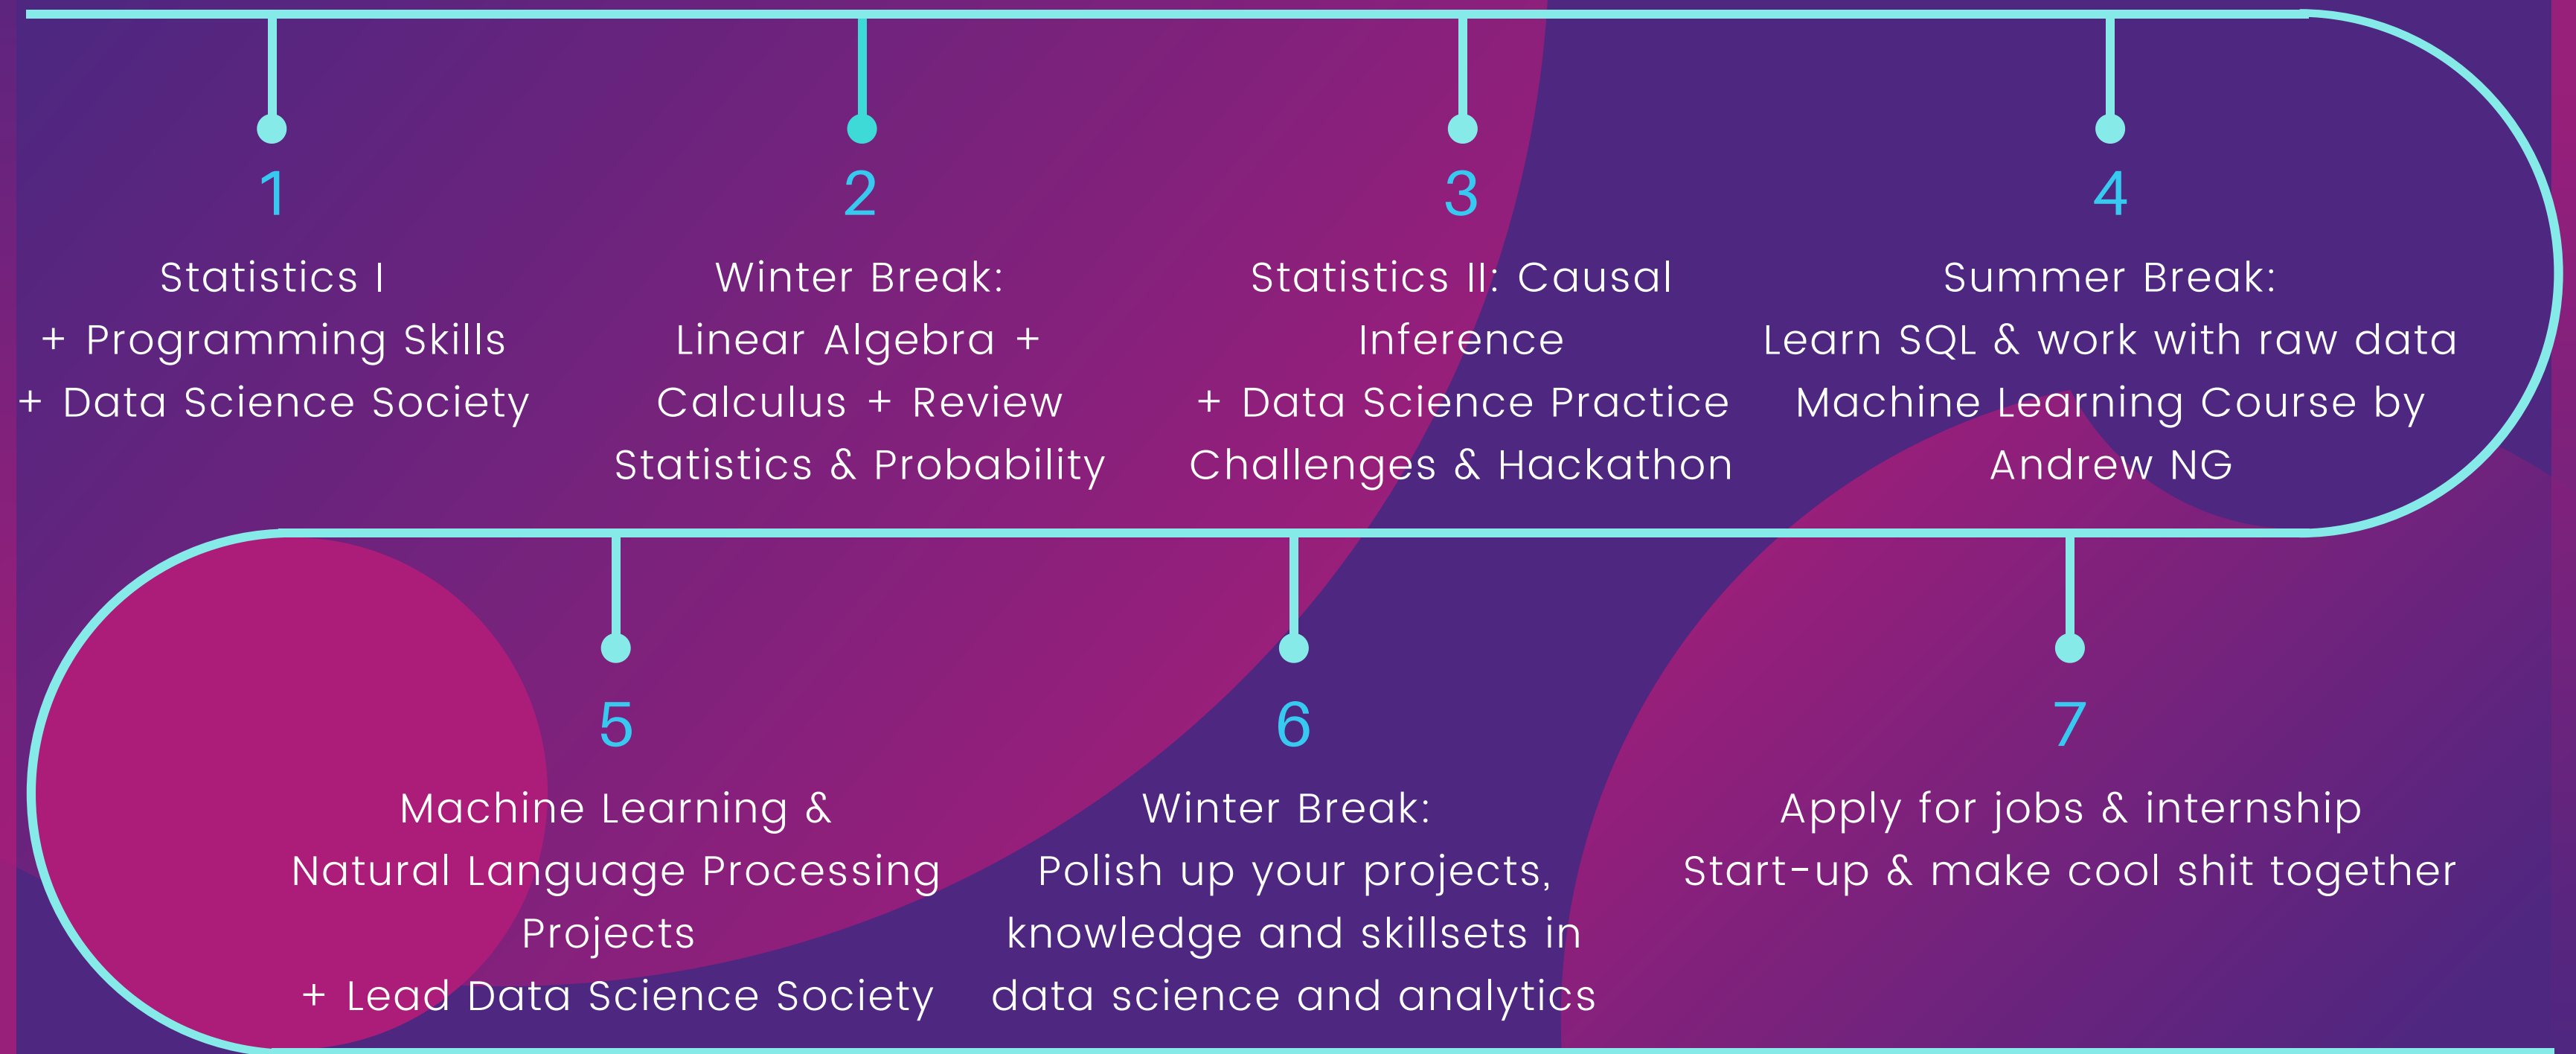 1
Statistics I
+ Programming Skills
+ Data Science Society
2
Winter Break:
Linear Algebra +
Calculus + Review
Statistics & Probability
3
Statistics II: Causal
Inference
+ Data Science Practice
Challenges & Hackathon
4
Summer Break:
Learn SQL & work with raw data
Machine Learning Course by
Andrew NG
5
Machine Learning &
Natural Language Processing
Projects
+ Lead Data Science Society
6
Winter Break:
Polish up your projects,
knowledge and skillsets in
data science and analytics
7
Apply for jobs & internship
Start-up & make cool shit together